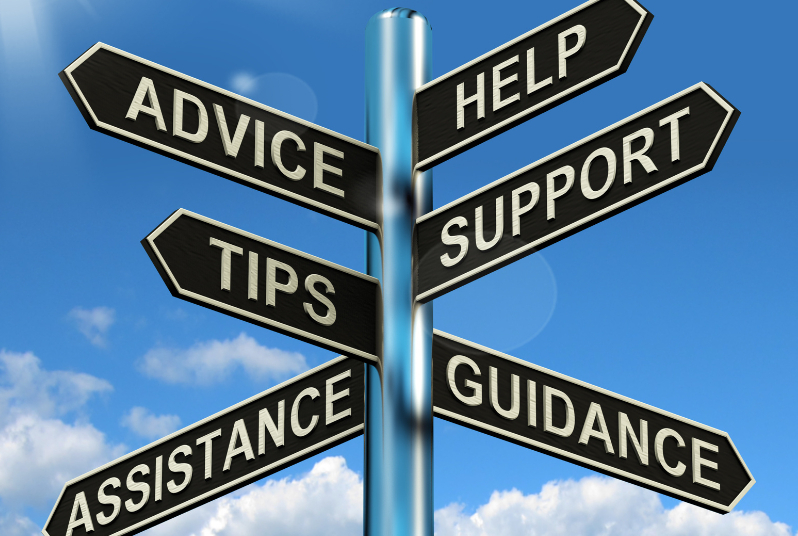 ADVICE
HELP
SUPPORT
TIPS
GUIDANCE
ASSISTANCE